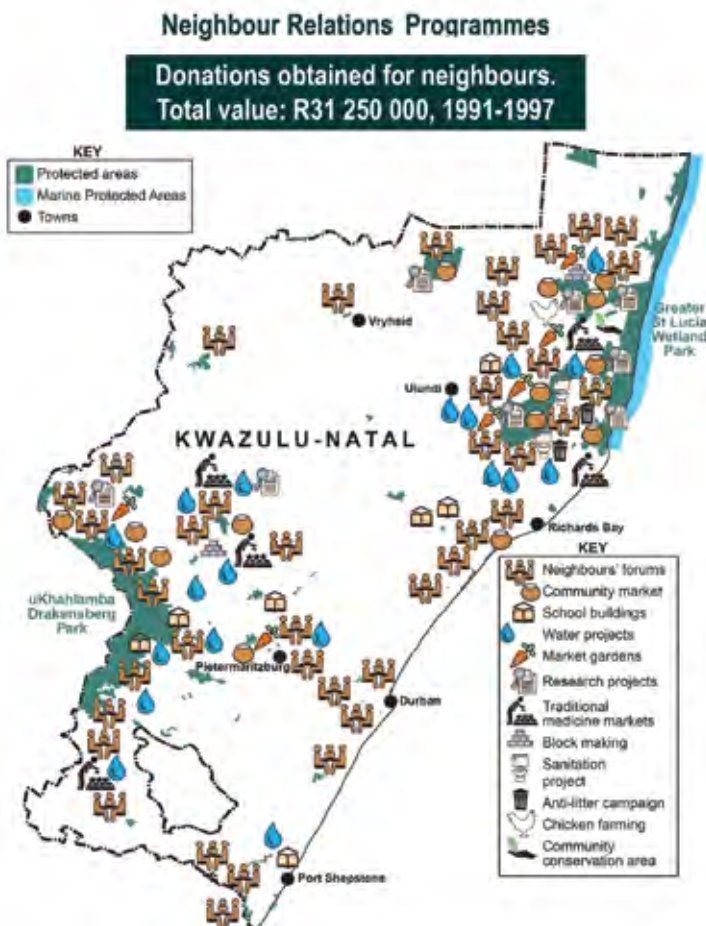 Neighbour Relations Programmes
Donations obtained for neighbours.
Total value: R31 250 000, 1991-1997
KEY
Protected areas
Marine Protected Areas
Towns
Vryheid
Greater
St Lucia
Wetland
Park
Ulundi
KWAZULU-NATAL
Richards Bay
uKhahlamba
Drakensberg
Park
Pietermaritzburg
Durban
Port Shepstone
KEY
Neighbours' forums
Community market
School buildings
Water projects
Market gardens
Research projects
Traditional
medicine markets
Block making
Sanitation
project
Anti-litter campaign
Chicken farming
Community
conservation area